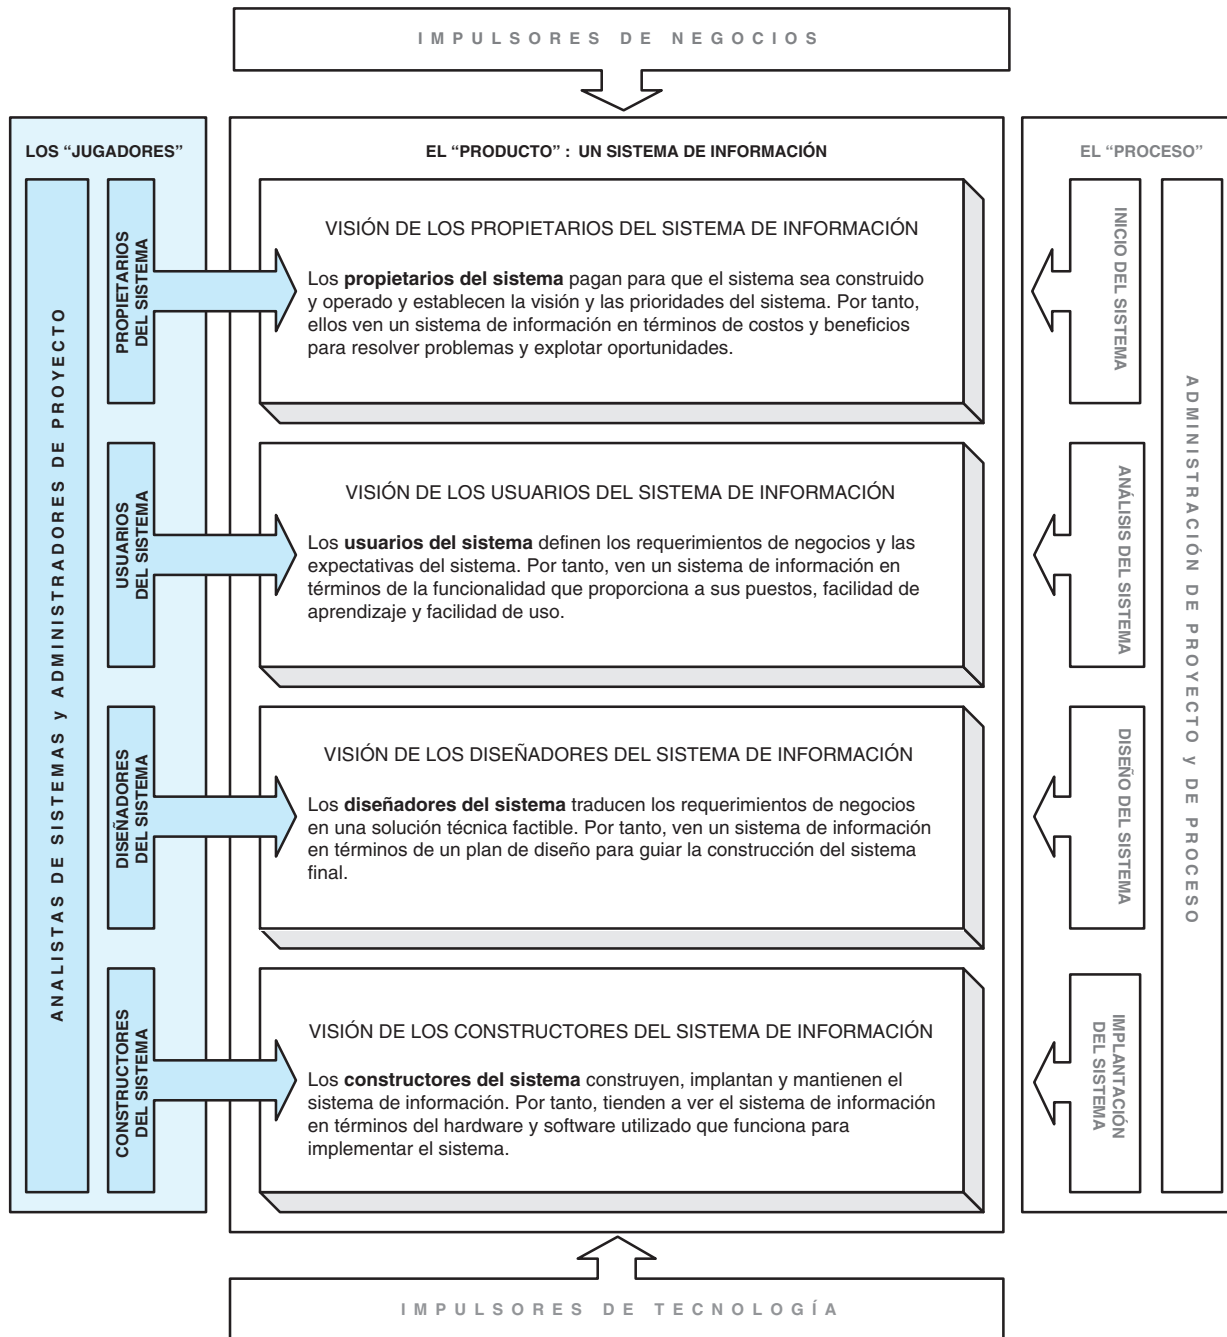 IMPULSORES DE NEGOCIOS
LOS “JUGADORES”
ANALISTAS DE SISTEMAS y ADMINISTRADORES DE PROYECTO
PROPIETARIOS
DEL SISTEMA
USUARIOS
DEL SISTEMA
DISEÑADORES
DEL SISTEMA
CONSTRUCTORES
DEL SISTEMA
EL “PRODUCTO” : UN SISTEMA DE INFORMACIÓN
VISIÓN DE LOS PROPIETARIOS DEL SISTEMA DE INFORMACIÓN
Los propietarios del sistema pagan para que el sistema sea construido
y operado y establecen la visión y las prioridades del sistema. Por tanto,
ellos ven un sistema de información en términos de costos y beneficios
para resolver problemas y explotar oportunidades.
VISIÓN DE LOS USUARIOS DEL SISTEMA DE INFORMACIÓN
Los usuarios del sistema definen los requerimientos de negocios y las
expectativas del sistema. Por tanto, ven un sistema de información en
términos de la funcionalidad que proporciona a sus puestos, facilidad de
aprendizaje y facilidad de uso.
VISIÓN DE LOS DISEÑADORES DEL SISTEMA DE INFORMACIÓN
Los diseñadores del sistema traducen los requerimientos de negocios
en una solución técnica factible. Por tanto, ven un sistema de información
en términos de un plan de diseño para guiar la construcción del sistema
final.
VISIÓN DE LOS CONSTRUCTORES DEL SISTEMA DE INFORMACIÓN
Los constructores del sistema construyen, implantan y mantienen el
sistema de información. Por tanto, tienden a ver el sistema de información
en términos del hardware y software utilizado que funciona para
implementar el sistema.
EL “PROCESO”
INICIO DEL SISTEMA
ANÁLISIS DEL SISTEMA
DISEÑO DEL SISTEMA
IMPLANTACIÓN
DEL SISTEMA
ADMINISTRACIÓN DE PROYECTO y DE PROCESO
IMPULSORES DE TECNOLOGÍA